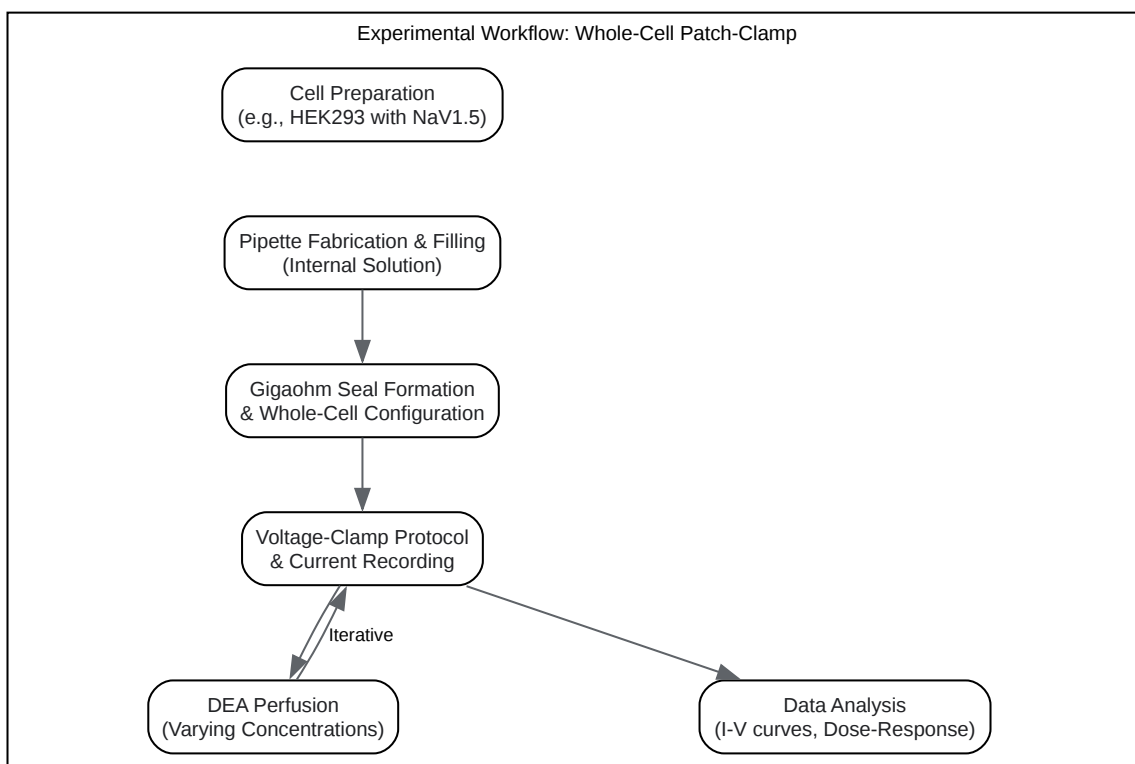 Experimental Workflow: Whole-Cell Patch-Clamp
Cell Preparation
(e.g., HEK293 with NaV1.5)
Pipette Fabrication & Filling
(Internal Solution)
Gigaohm Seal Formation
& Whole-Cell Configuration
Voltage-Clamp Protocol
& Current Recording
Iterative
DEA Perfusion
(Varying Concentrations)
Data Analysis
(I-V curves, Dose-Response)